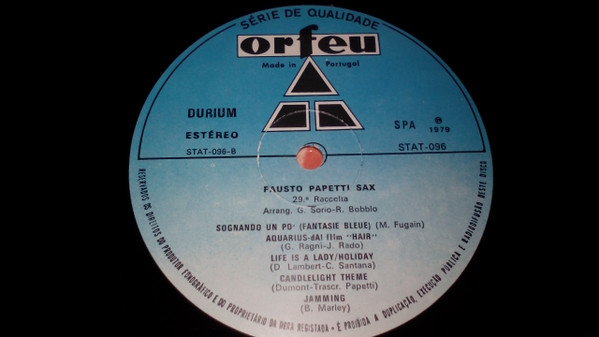 SÉRIE DE QUALIDADE
orfeu
Made in Portugal
DURIUM
ESTÉREO
STAT-096-B
SPA ℗ 1979
STAT-096
FAUSTO PAPETTI SAX
29.ª Raccolta
Arrang. G. Sorio-R. Bobblo
SOGNANDO UN PO' (FANTASIE BLEUE) (M. Fugain)
AQUARIUS-dAl fIlm "HAIR"
(G. Ragni-J. Rado)
LIFE IS A LADY/HOLIDAY
(D Lambert-C. Santana)
CANDLELIGHT THEME
(Dumont-Trascr. Papetti)
JAMMING
(B. Marley)
RESERVADOS OS DIREITOS DO PRODUTOR FONOGRÁFICO E DO PROPRIETÁRIO DA OBRA REGISTADA - É PROIBIDA A DUPLICAÇÃO, EXECUÇÃO PÚBLICA E RADIODIFUSÃO DESTE DISCO